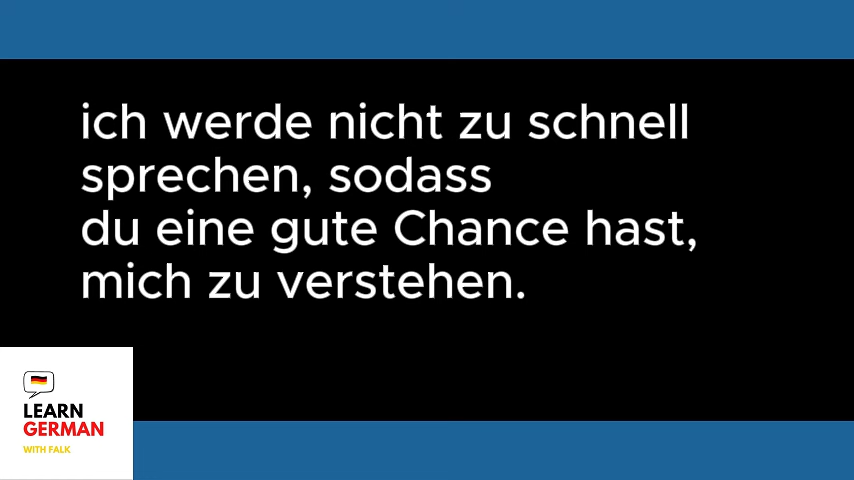 ich werde nicht zu schnell
sprechen, sodass
du eine gute Chance hast,
mich zu verstehen.
LEARN
GERMAN
WITH FALK